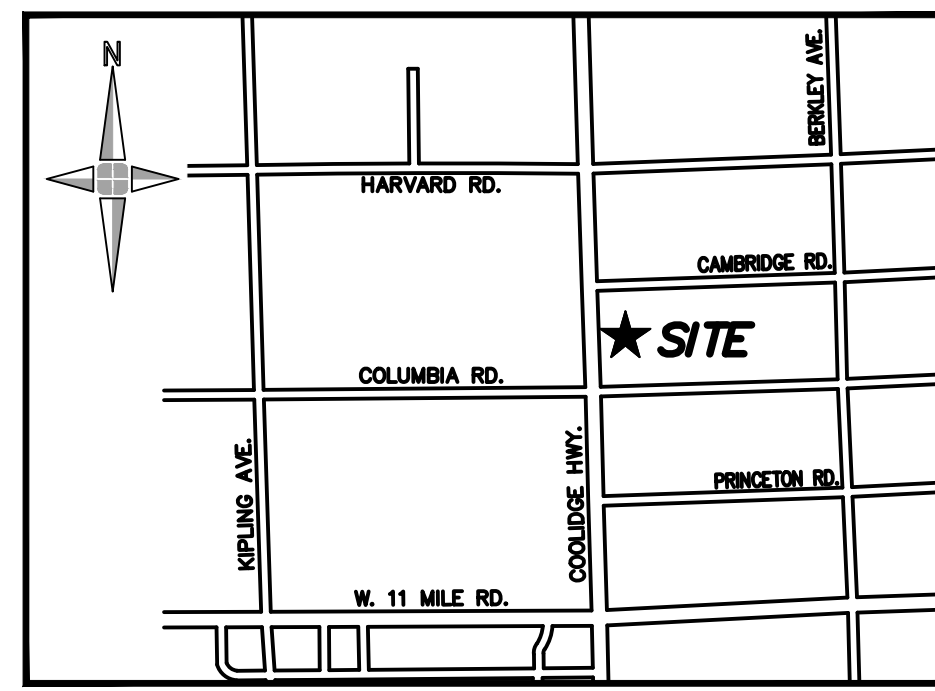 N
BERKLEY AVE.
HARVARD RD.
CAMBRIDGE RD.
SITE
COLUMBIA RD.
KIPLING AVE.
COOLIDGE HWY.
PRINCETON RD.
W. 11 MILE RD.